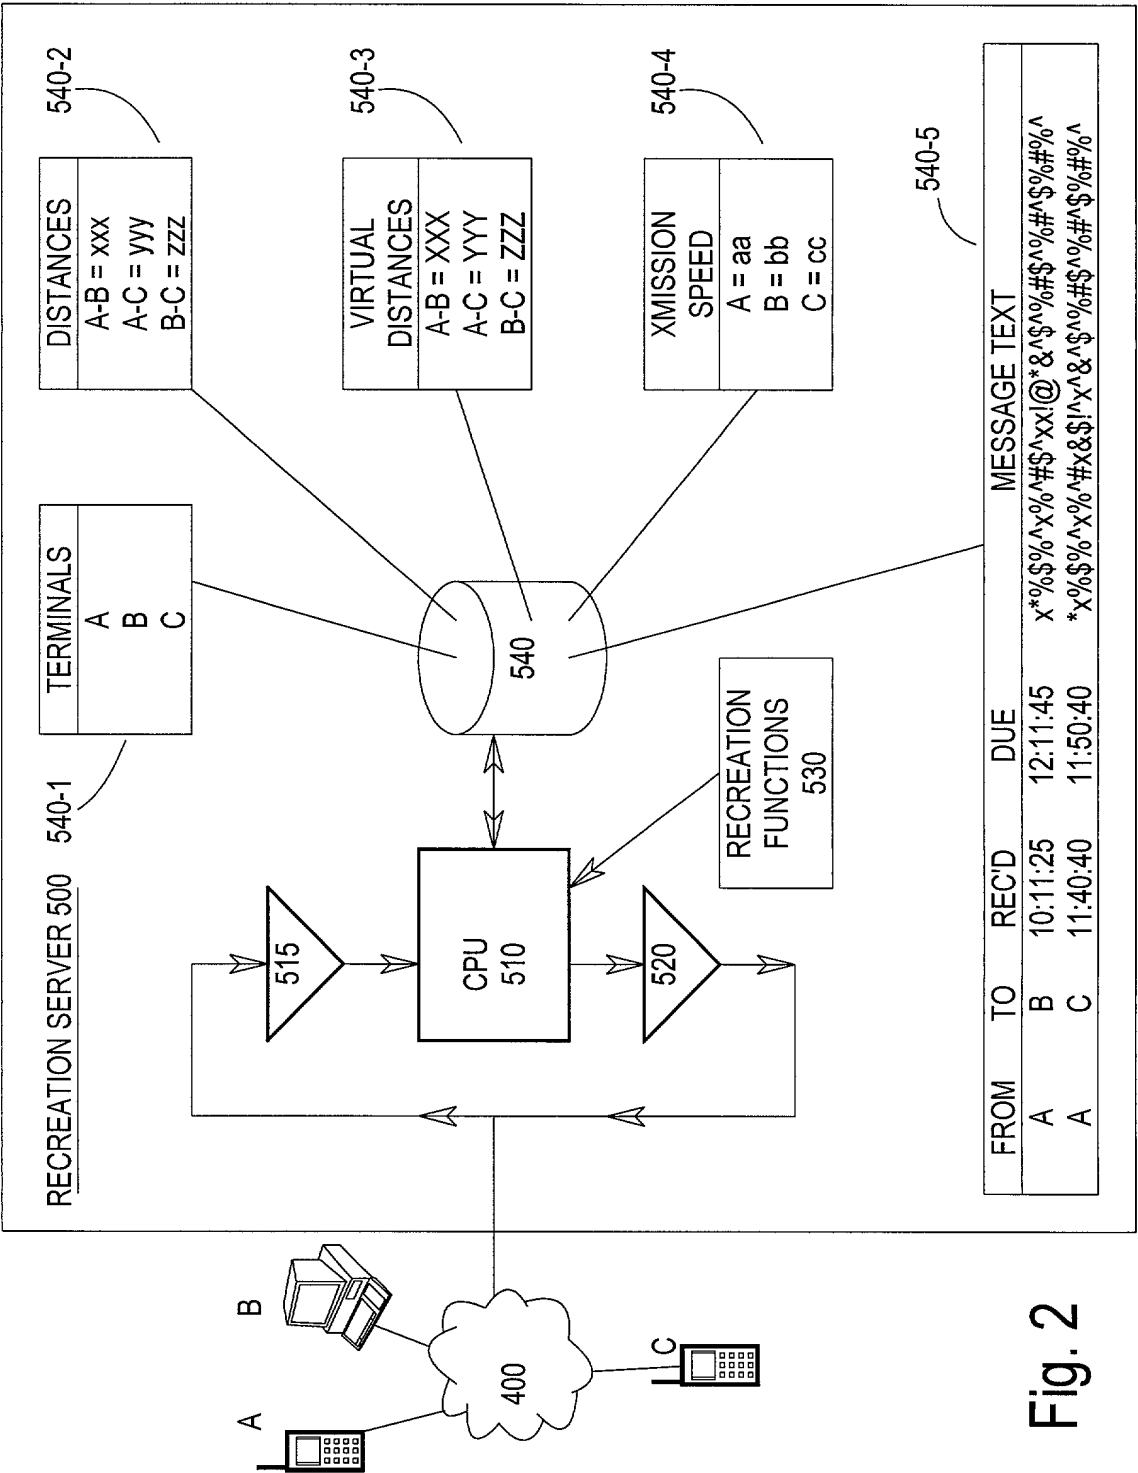 RECREATION SERVER 500
540-1
TERMINALS
A
B
C
540-2
DISTANCES
A-B = xxx
A-C = yyy
B-C = zzz
540-3
VIRTUAL
DISTANCES
A-B = XXX
A-C = YYY
B-C = ZZZ
540-4
XMISSION
SPEED
A = aa
B = bb
C = cc
515
CPU
510
520
540
RECREATION
FUNCTIONS
530
A
B
C
400
540-5
FROM TO REC'D DUE MESSAGE TEXT
A B 10:11:25 12:11:45 x*%$%^x%^#$^xx!@*&^$^%#$^%#^$%#%^
A C 11:40:40 11:50:40 *x%$%^x%^#x&$!^x^&^$^%#$^%#^$%#%^
Fig. 2